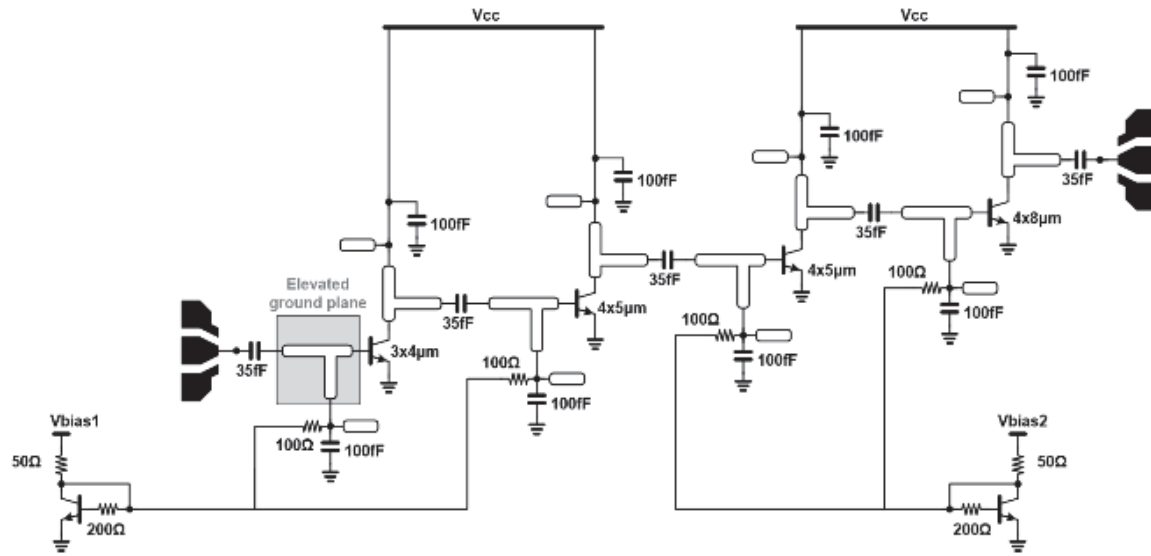 Vcc
Vcc
100fF
100fF
100fF
100fF
35fF
4x8µm
35fF
100Ω
100fF
4x5µm
35fF
100Ω
100fF
Elevated
ground plane
4x5µm
35fF
100Ω
100fF
3x4µm
35fF
100Ω
100fF
Vbias1
50Ω
200Ω
Vbias2
50Ω
200Ω